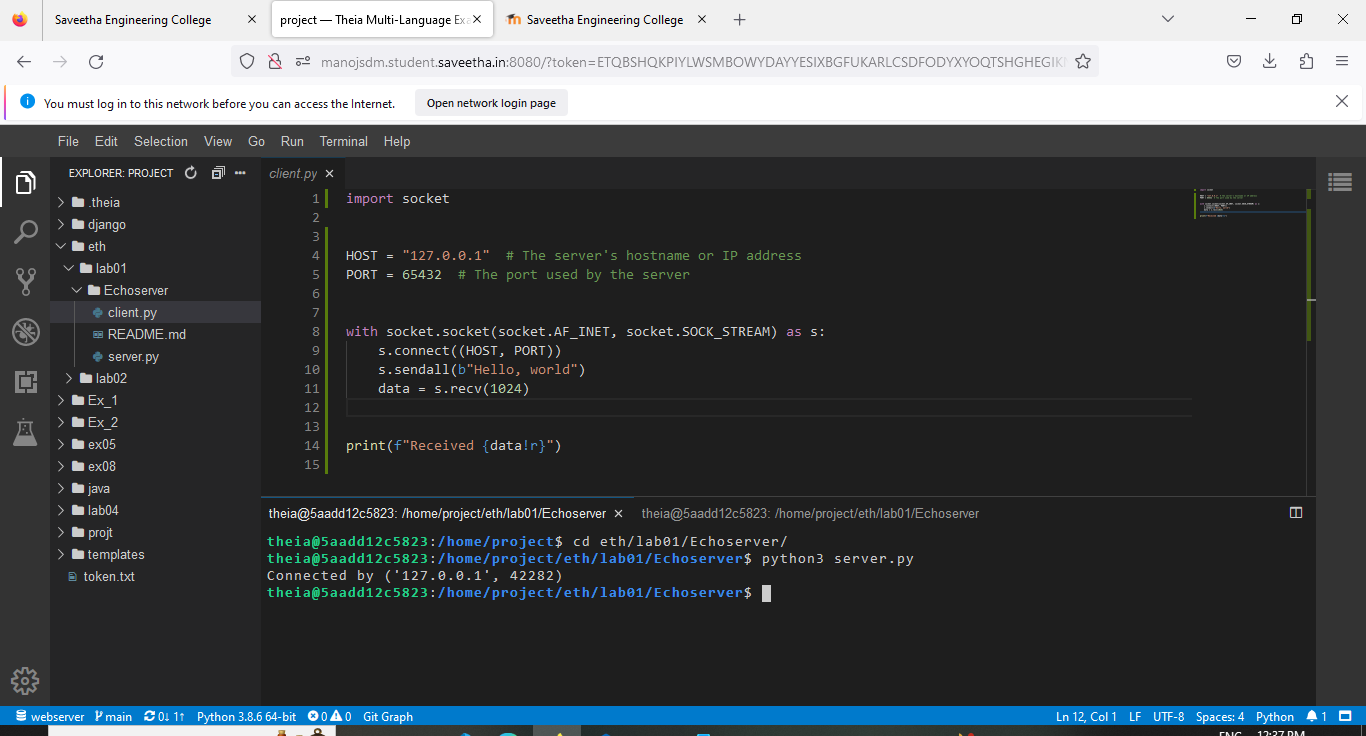 Saveetha Engineering College
project — Theia Multi-Language Exa
Saveetha Engineering College
manojsdm.student.saveetha.in:8080/?token=ETQBSHQKPIYLWSMBOWYDAYYESIXBGFUKARLCSDFODYXYOQTSHGHEGIK
You must log in to this network before you can access the Internet.
Open network login page
File Edit Selection View Go Run Terminal Help
EXPLORER: PROJECT
.theia
django
eth
lab01
Echoserver
client.py
README.md
server.py
lab02
Ex_1
Ex_2
ex05
ex08
java
lab04
projt
templates
token.txt
client.py
1 import socket
2
3
4 HOST = "127.0.0.1"  # The server's hostname or IP address
5 PORT = 65432  # The port used by the server
6
7
8 with socket.socket(socket.AF_INET, socket.SOCK_STREAM) as s:
9     s.connect((HOST, PORT))
10     s.sendall(b"Hello, world")
11     data = s.recv(1024)
12
13
14 print(f"Received {data!r}")
15
theia@5aadd12c5823: /home/project/eth/lab01/Echoserver
theia@5aadd12c5823: /home/project/eth/lab01/Echoserver
theia@5aadd12c5823:/home/project$ cd eth/lab01/Echoserver/
theia@5aadd12c5823:/home/project/eth/lab01/Echoserver$ python3 server.py
Connected by ('127.0.0.1', 42282)
theia@5aadd12c5823:/home/project/eth/lab01/Echoserver$
webserver main 0↓ 1↑ Python 3.8.6 64-bit 0 0 Git Graph Ln 12, Col 1 LF UTF-8 Spaces: 4 Python 1
ENG 12:37 PM